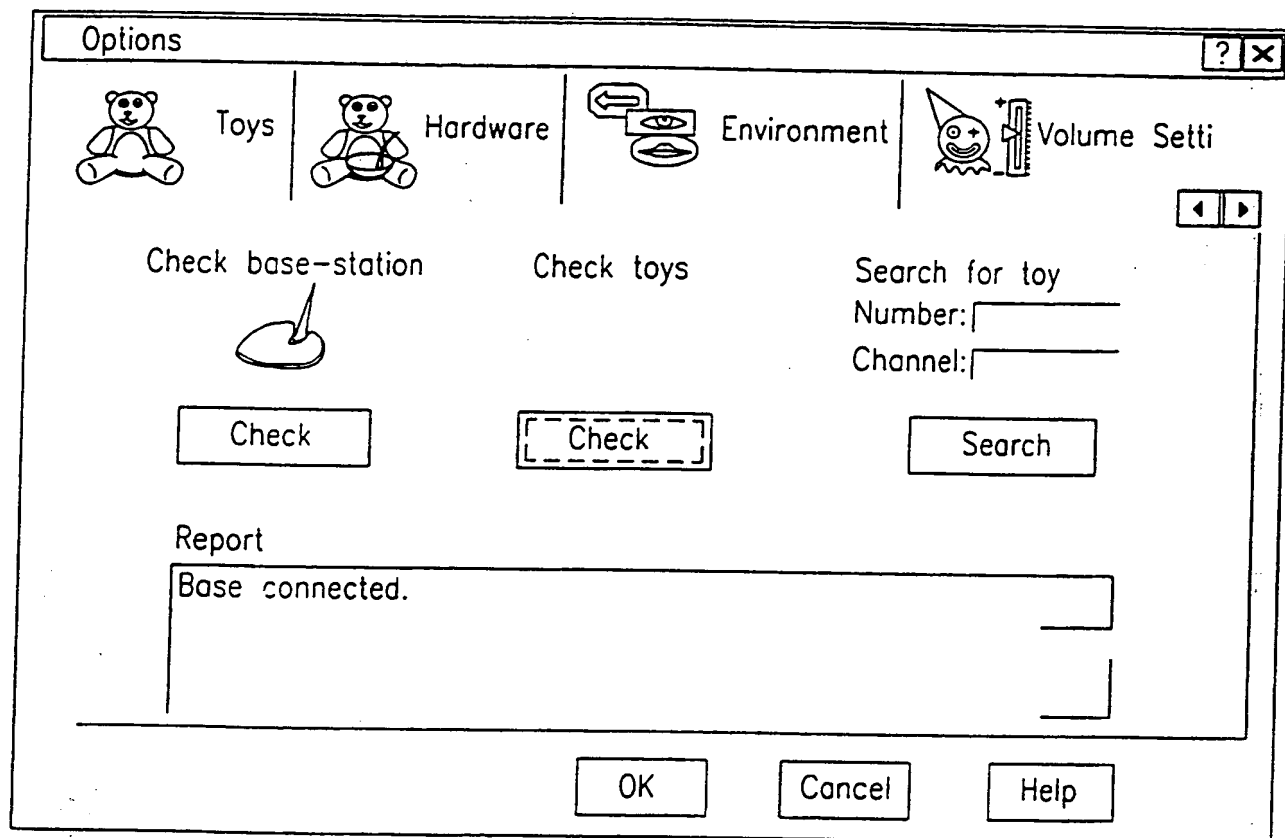 Options ?
Toys Hardware Environment Volume Setti
Check base-station Check toys Search for toy
Number:
Channel:
Check Check Search
Report
Base connected.
OK Cancel Help